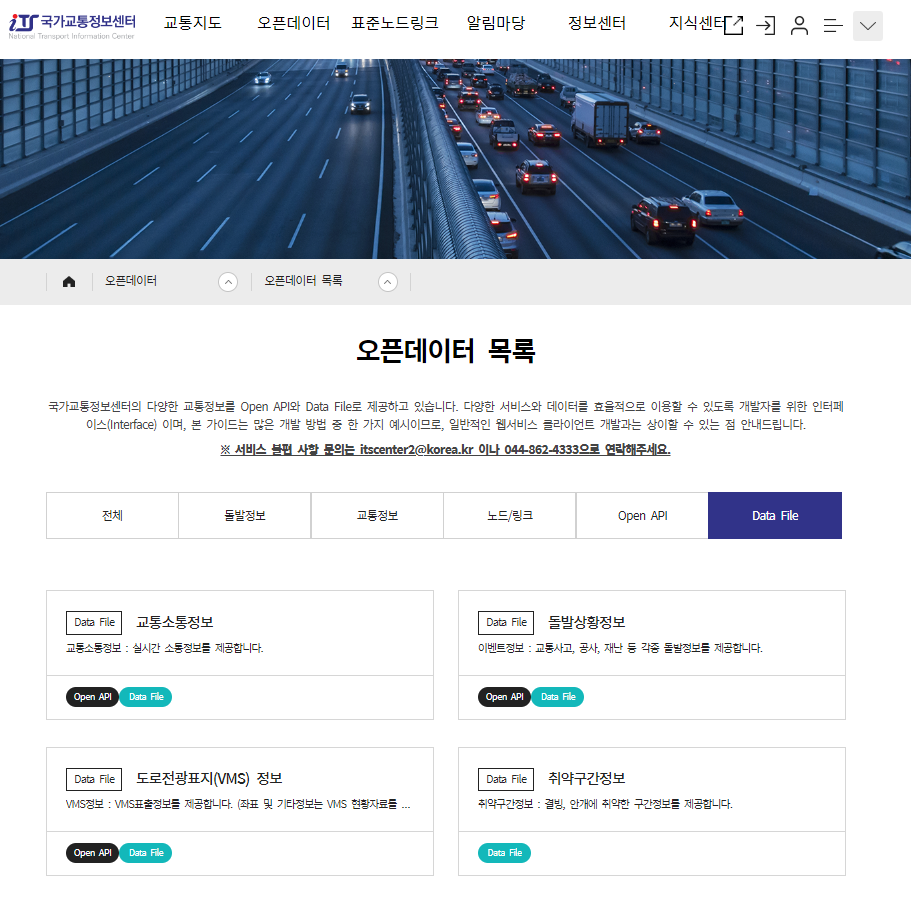 iTS 국가교통정보센터
National Transport Information Center
교통지도 오픈데이터 표준노드링크 알림마당 정보센터 지식센터
오픈데이터 오픈데이터 목록
오픈데이터 목록
국가교통정보센터의 다양한 교통정보를 Open API와 Data File로 제공하고 있습니다. 다양한 서비스와 데이터를 효율적으로 이용할 수 있도록 개발자를 위한 인터페
이스(Interface) 이며, 본 가이드는 많은 개발 방법 중 한 가지 예시이므로, 일반적인 웹서비스 클라이언트 개발과는 상이할 수 있는 점 안내드립니다.
※ 서비스 불편 사항 문의는 itscenter2@korea.kr 이나 044-862-4333으로 연락해주세요.
전체 돌발정보 교통정보 노드/링크 Open API Data File
Data File 교통소통정보
교통소통정보 : 실시간 소통정보를 제공합니다.
Open API Data File
Data File 돌발상황정보
이벤트정보 : 교통사고, 공사, 재난 등 각종 돌발정보를 제공합니다.
Open API Data File
Data File 도로전광표지(VMS) 정보
VMS정보 : VMS표출정보를 제공합니다. (좌표 및 기타정보는 VMS 현황자료를 ...
Open API Data File
Data File 취약구간정보
취약구간정보 : 결빙, 안개에 취약한 구간정보를 제공합니다.
Data File